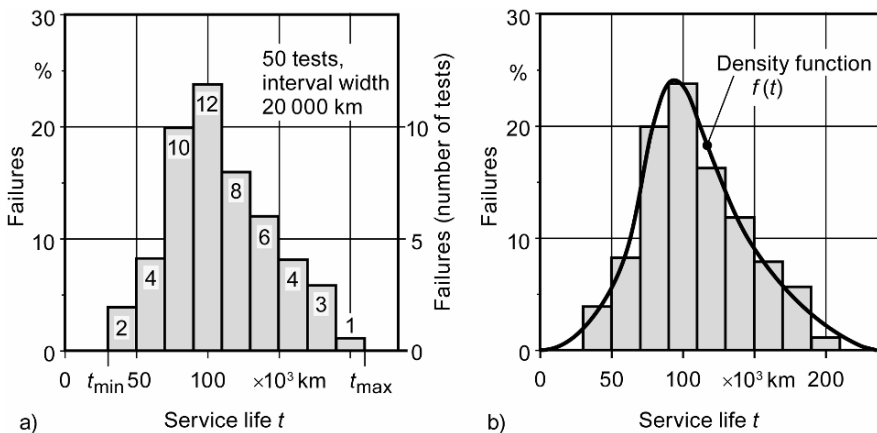 30
%
20
10
0
Failures
50 tests,
interval width
20 000 km
2
4
10
12
8
6
4
3
1
10
5
0
Failures (number of tests)
0 tmin 50 100 ×10³ km tmax
a) Service life t
30
%
20
10
0
Failures
Density function
f (t)
0 50 100 ×10³ km 200
b) Service life t